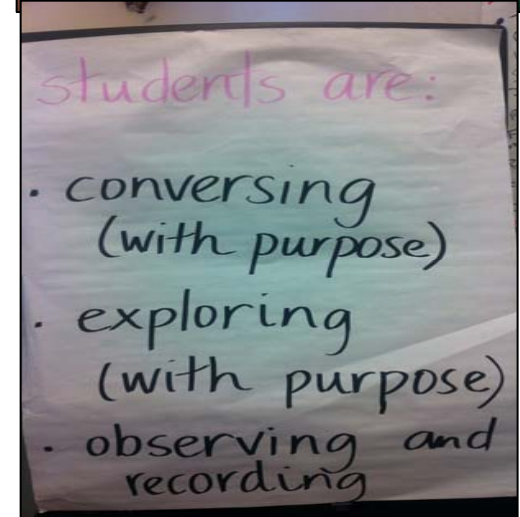 students are:
· conversing
(with purpose)
· exploring
(with purpose)
· observing and
recording